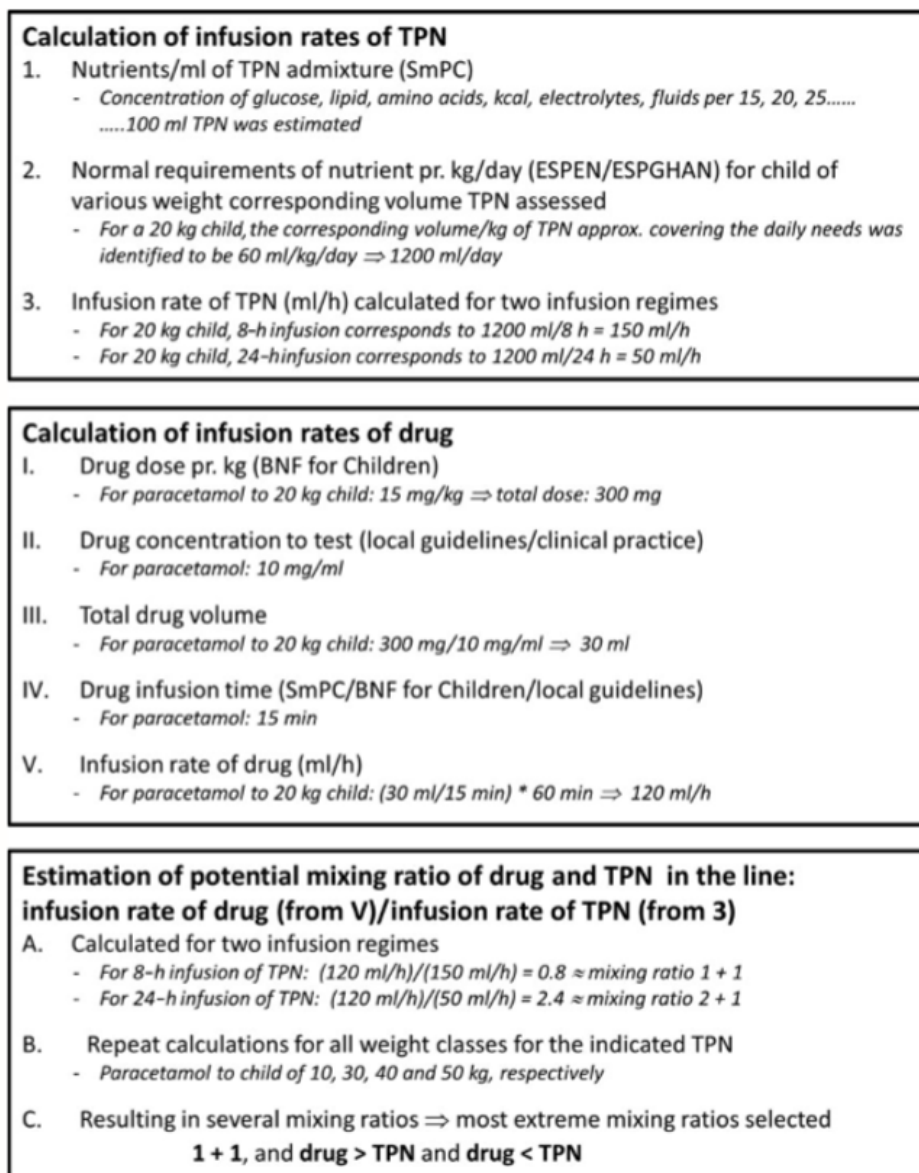 Calculation of infusion rates of TPN
1. Nutrients/ml of TPN admixture (SmPC)
- Concentration of glucose, lipid, amino acids, kcal, electrolytes, fluids per 15, 20, 25......
.....100 ml TPN was estimated
2. Normal requirements of nutrient pr. kg/day (ESPEN/ESPGHAN) for child of
various weight corresponding volume TPN assessed
- For a 20 kg child, the corresponding volume/kg of TPN approx. covering the daily needs was
identified to be 60 ml/kg/day ⇒ 1200 ml/day
3. Infusion rate of TPN (ml/h) calculated for two infusion regimes
- For 20 kg child, 8-h infusion corresponds to 1200 ml/8 h = 150 ml/h
- For 20 kg child, 24-hinfusion corresponds to 1200 ml/24 h = 50 ml/h
Calculation of infusion rates of drug
I. Drug dose pr. kg (BNF for Children)
- For paracetamol to 20 kg child: 15 mg/kg ⇒ total dose: 300 mg
II. Drug concentration to test (local guidelines/clinical practice)
- For paracetamol: 10 mg/ml
III. Total drug volume
- For paracetamol to 20 kg child: 300 mg/10 mg/ml ⇒ 30 ml
IV. Drug infusion time (SmPC/BNF for Children/local guidelines)
- For paracetamol: 15 min
V. Infusion rate of drug (ml/h)
- For paracetamol to 20 kg child: (30 ml/15 min) * 60 min ⇒ 120 ml/h
Estimation of potential mixing ratio of drug and TPN in the line:
infusion rate of drug (from V)/infusion rate of TPN (from 3)
A. Calculated for two infusion regimes
- For 8-h infusion of TPN: (120 ml/h)/(150 ml/h) = 0.8 ≈ mixing ratio 1 + 1
- For 24-h infusion of TPN: (120 ml/h)/(50 ml/h) = 2.4 ≈ mixing ratio 2 + 1
B. Repeat calculations for all weight classes for the indicated TPN
- Paracetamol to child of 10, 30, 40 and 50 kg, respectively
C. Resulting in several mixing ratios ⇒ most extreme mixing ratios selected
1 + 1, and drug > TPN and drug < TPN